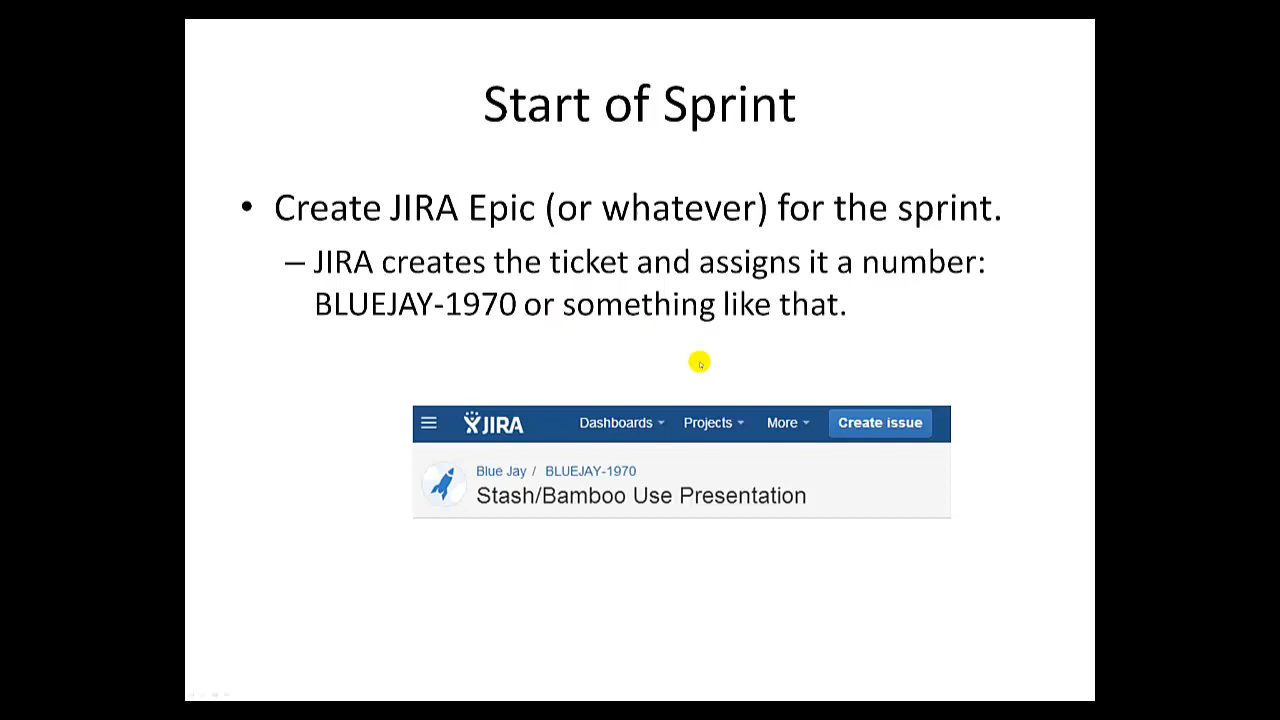 Start of Sprint
• Create JIRA Epic (or whatever) for the sprint.
– JIRA creates the ticket and assigns it a number:
BLUEJAY-1970 or something like that.
JIRA Dashboards Projects More Create issue
Blue Jay / BLUEJAY-1970
Stash/Bamboo Use Presentation